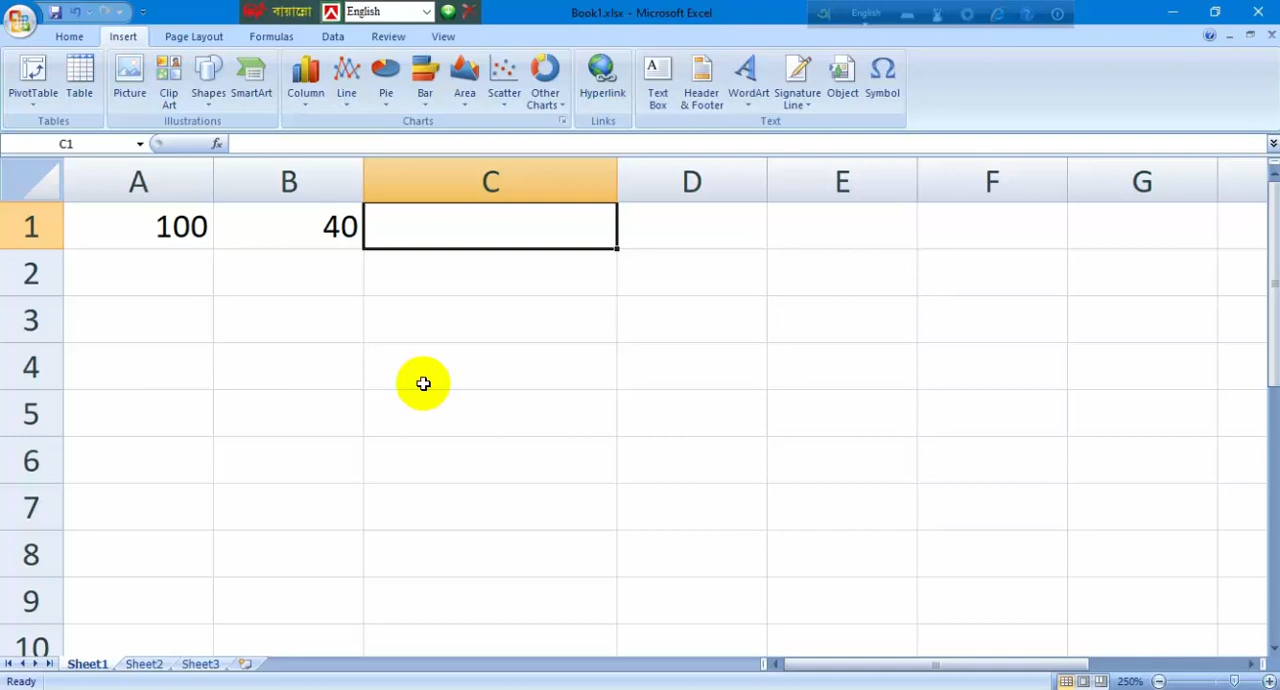 বায়ান্নো English Book1.xlsx - Microsoft Excel English
Home Insert Page Layout Formulas Data Review View
PivotTable Table Picture Clip Art Shapes SmartArt Column Line Pie Bar Area Scatter Other Charts Hyperlink Text Box Header & Footer WordArt Signature Line Object Symbol
Tables Illustrations Charts Links Text
C1 fx
A B C D E F G
1 100 40
2
3
4
5
6
7
8
9
10
Sheet1 Sheet2 Sheet3
Ready 250%